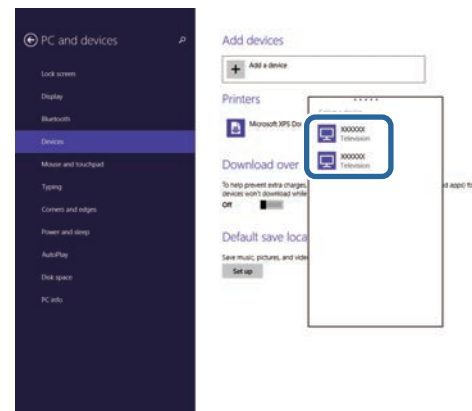 PC and devices
Lock screen
Display
Bluetooth
Devices
Mouse and touchpad
Typing
Corners and edges
Power and sleep
AutoPlay
Disk space
PC info
Add devices
Add a device
Printers
Microsoft XPS Do
Download over
To help prevent extra charges,
d apps) fo
devices won't download while
Off
Default save loca
Save music, pictures, and vide
Set up
XXXXXX
Television
XXXXXX
Television